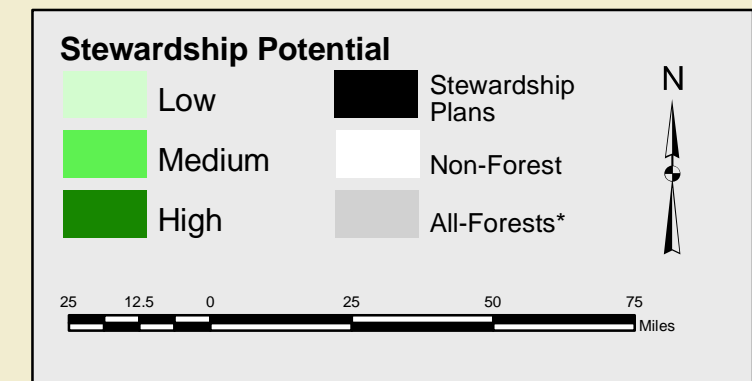 Stewardship Potential
Low
Medium
High
Stewardship
Plans
Non-Forest
All-Forests*
N
25 12.5 0 25 50 75
Miles